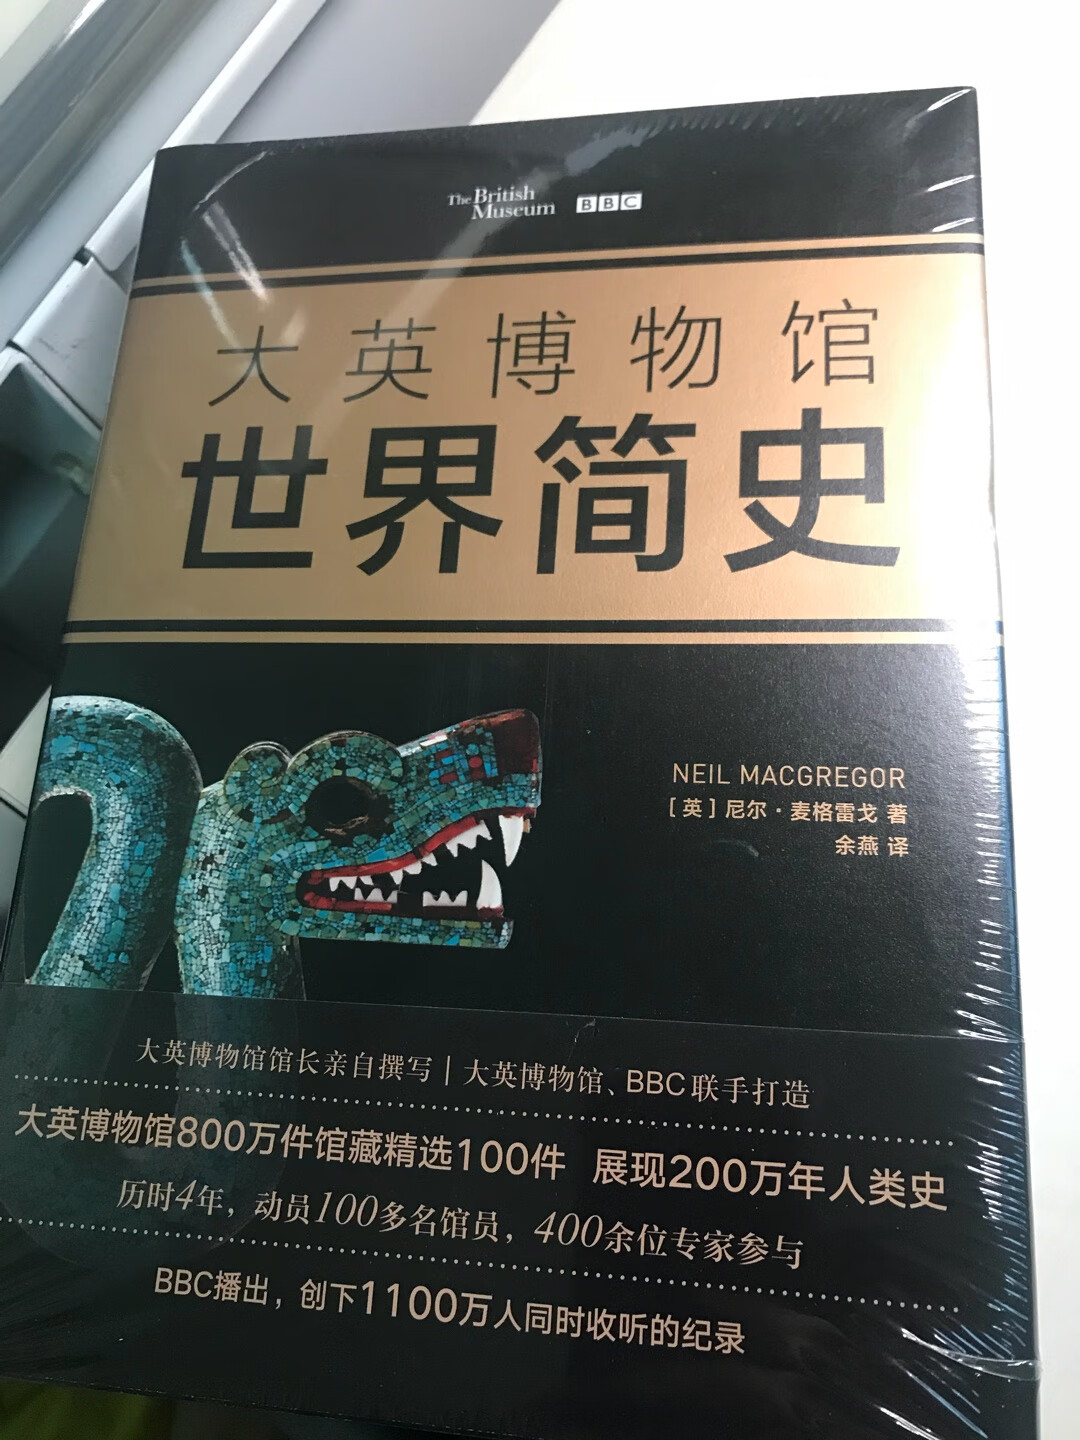 The British Museum BBC
大英博物馆
世界简史
NEIL MACGREGOR
[英]尼尔·麦格雷戈 著
余燕 译
大英博物馆馆长亲自撰写|大英博物馆、BBC联手打造
大英博物馆800万件馆藏精选100件 展现200万年人类史
历时4年，动员100多名馆员，400余位专家参与
BBC播出，创下1100万人同时收听的纪录